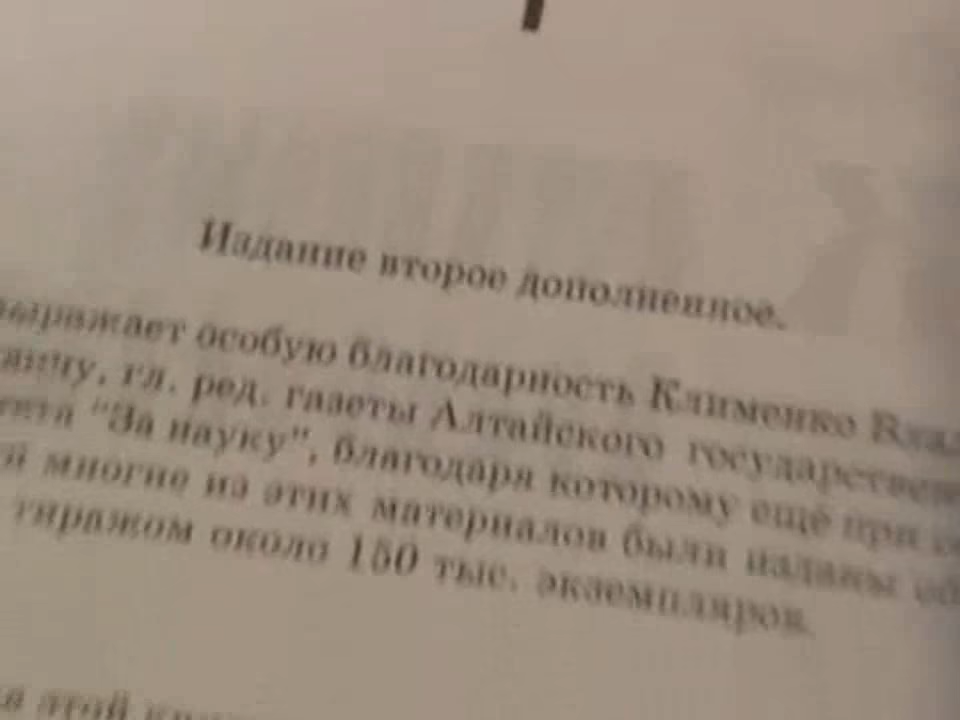 Издание второе дополненное.
выражает особую благодарность Клименко
гл. ред. газеты Алтайского
"За науку", благодаря которому ещё при
многие из этих материалов были изданы
тиражом около 150 тыс. экземпляров.
этой